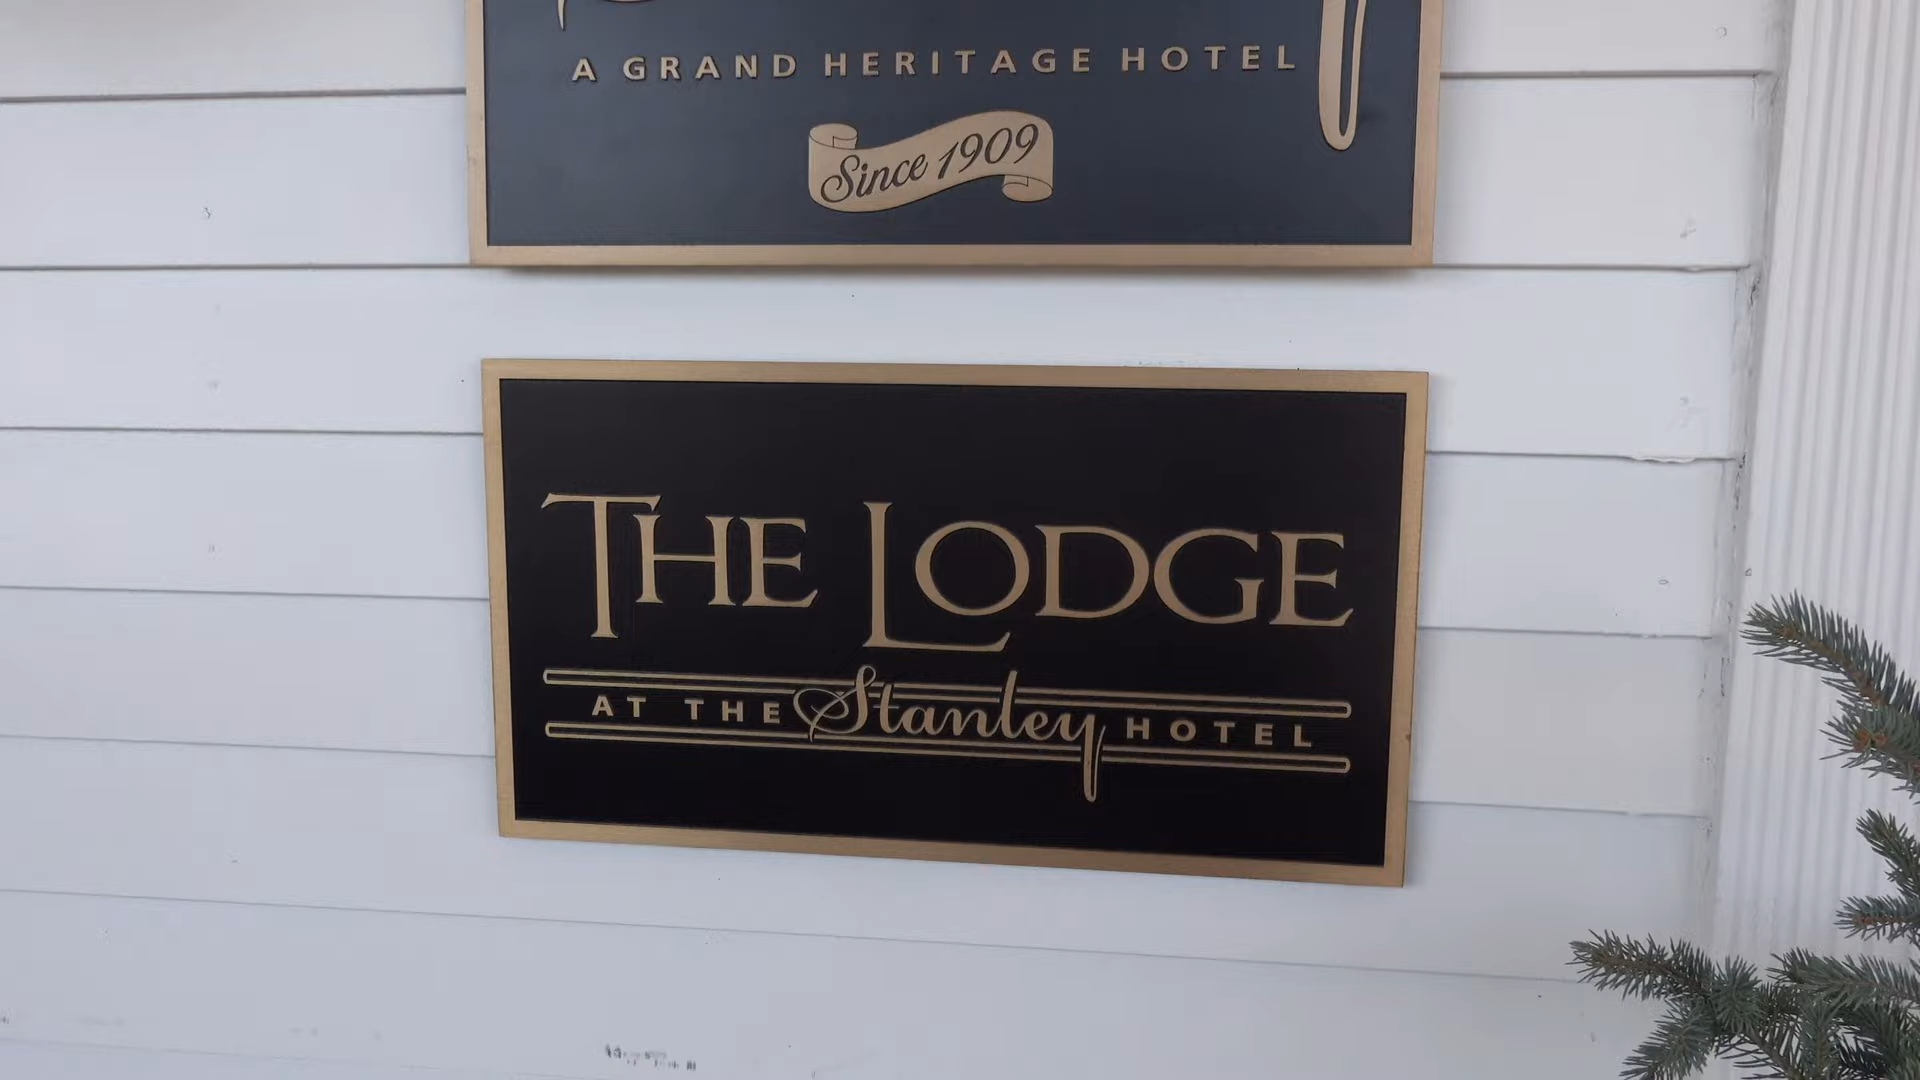 A GRAND HERITAGE HOTEL
Since 1909
THE LODGE
AT THE Stanley HOTEL